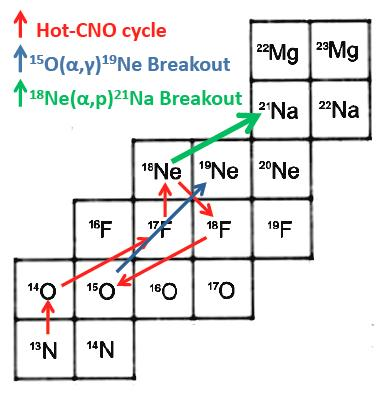 Hot-CNO cycle
¹⁵O(α,γ)¹⁹Ne Breakout
¹⁸Ne(α,p)²¹Na Breakout
²²Mg ²³Mg
²¹Na ²²Na
¹⁸Ne ¹⁹Ne ²⁰Ne
¹⁶F ¹⁷F ¹⁸F ¹⁹F
¹⁴O ¹⁵O ¹⁶O ¹⁷O
¹³N ¹⁴N